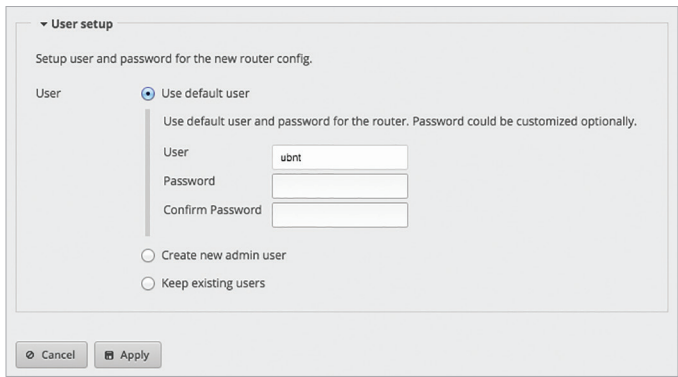 User setup
Setup user and password for the new router config.
User
Use default user
Use default user and password for the router. Password could be customized optionally.
User
ubnt
Password
Confirm Password
Create new admin user
Keep existing users
Cancel
Apply